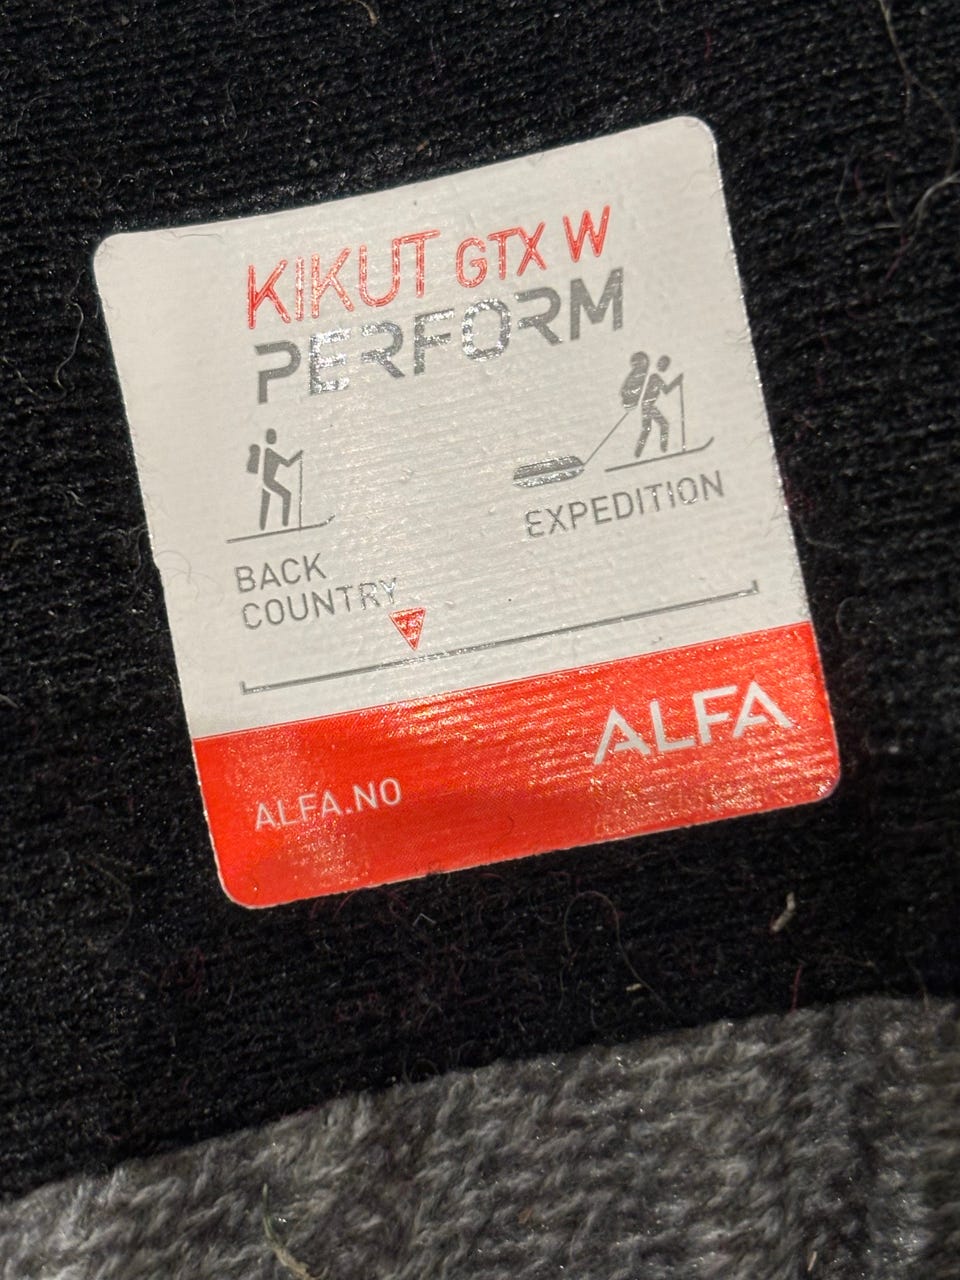 KIKUT GTX W
PERFORM
EXPEDITION
BACK
COUNTRY
ALFA
ALFA.NO